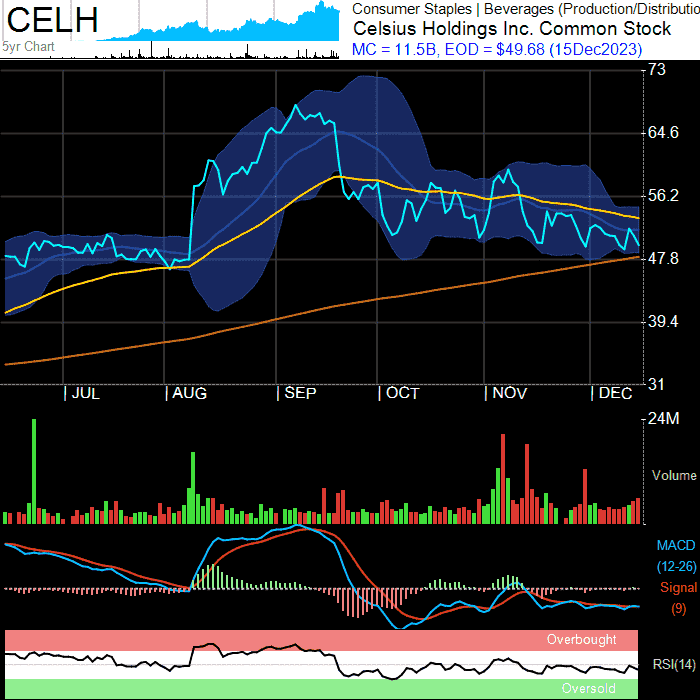 CELH
5yr Chart
Consumer Staples | Beverages (Production/Distributio
Celsius Holdings Inc. Common Stock
MC = 11.5B, EOD = $49.68 (15Dec2023)
73
64.6
56.2
47.8
39.4
31
JUL AUG SEP OCT NOV DEC
24M
Volume
MACD
(12-26)
Signal
(9)
Overbought
RSI(14)
Oversold